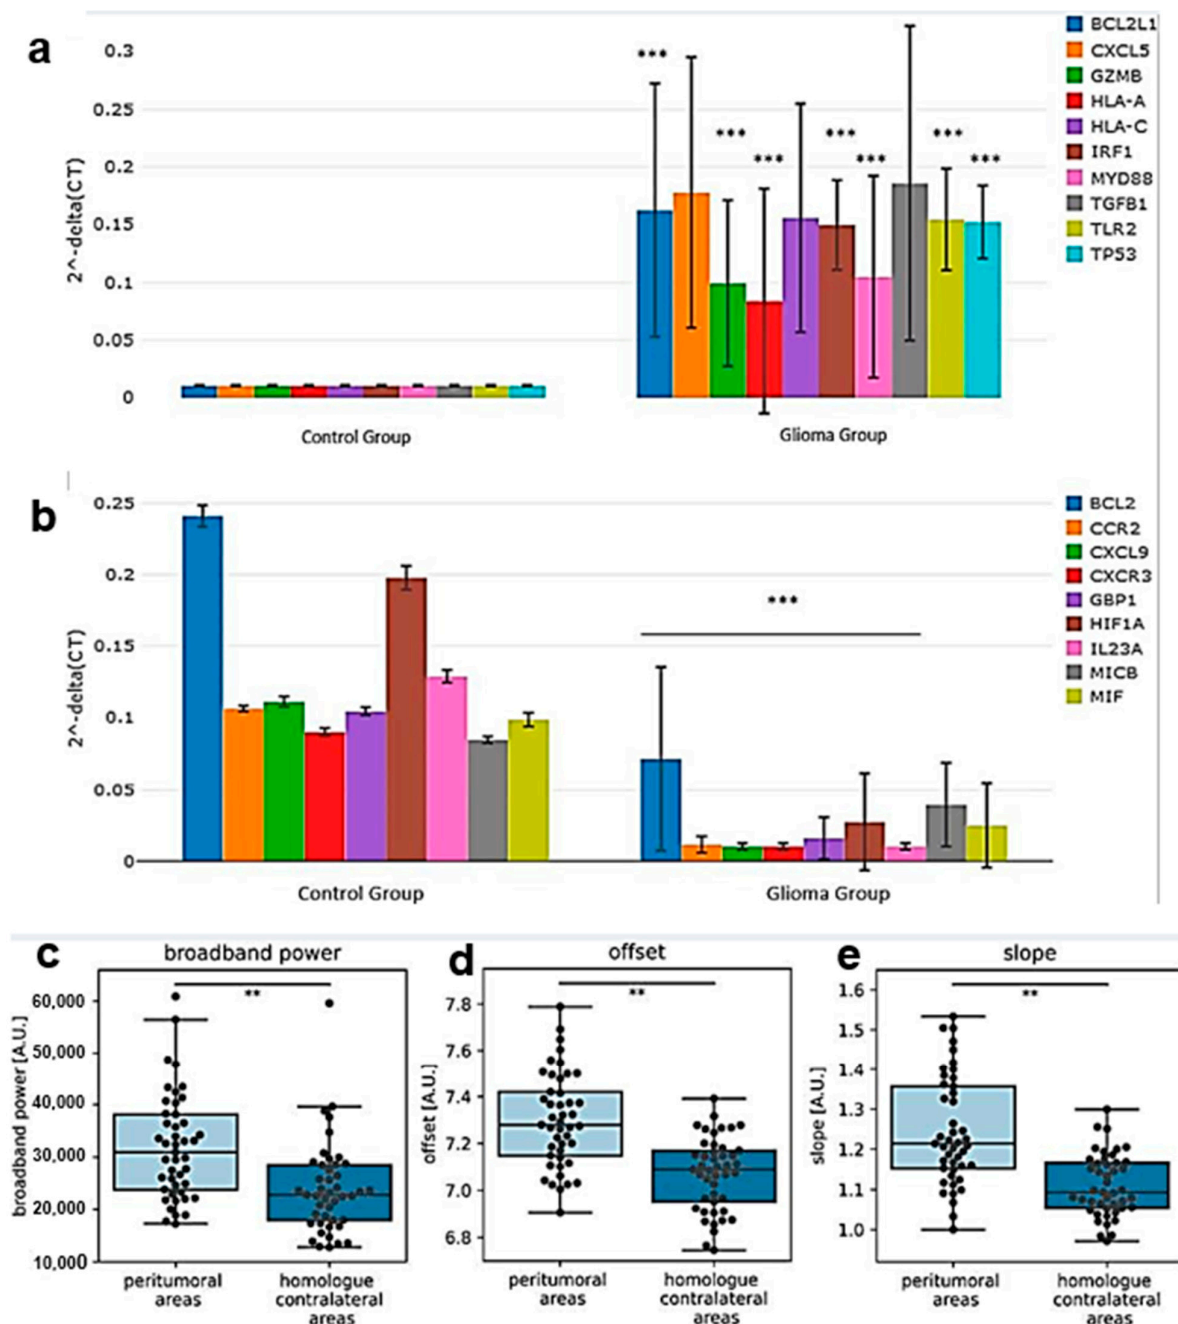 a
0.3
0.25
0.2
0.15
0.1
0.05
0
2^-delta(CT)
***
***
***
***
***
***
***
Control Group
Glioma Group
BCL2L1
CXCL5
GZMB
HLA-A
HLA-C
IRF1
MYD88
TGFB1
TLR2
TP53
b
0.25
0.2
0.15
0.1
0.05
0
2^-delta(CT)
***
Control Group
Glioma Group
BCL2
CCR2
CXCL9
CXCR3
GBP1
HIF1A
IL23A
MICB
MIF
c
broadband power
**
60,000
50,000
40,000
30,000
20,000
10,000
broadband power [A.U.]
peritumoral
areas
homologue
contralateral
areas
d
offset
**
7.8
7.6
7.4
7.2
7.0
6.8
offset [A.U.]
peritumoral
areas
homologue
contralateral
areas
e
slope
**
1.6
1.5
1.4
1.3
1.2
1.1
1.0
slope [A.U.]
peritumoral
areas
homologue
contralateral
areas